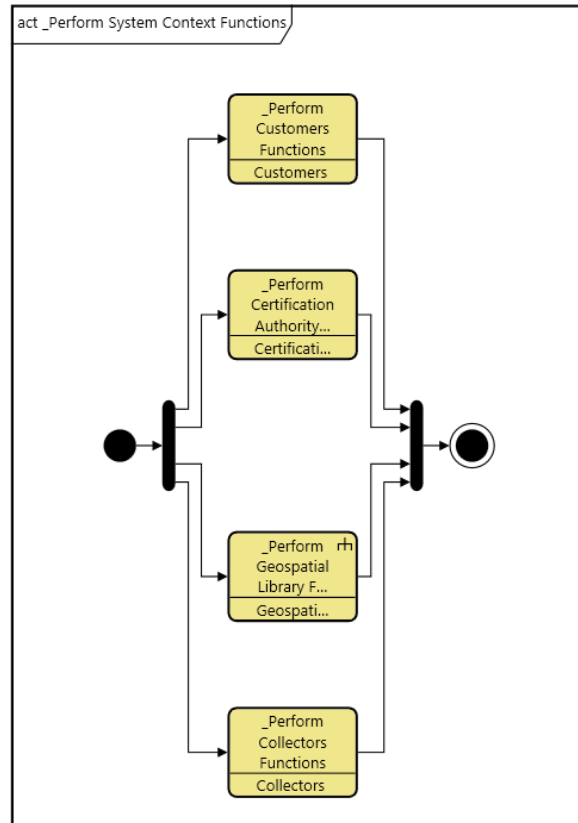 act _Perform System Context Functions
_Perform
Customers
Functions
Customers
_Perform
Certification
Authority...
Certificati...
_Perform
Geospatial
Library F...
Geospati...
_Perform
Collectors
Functions
Collectors